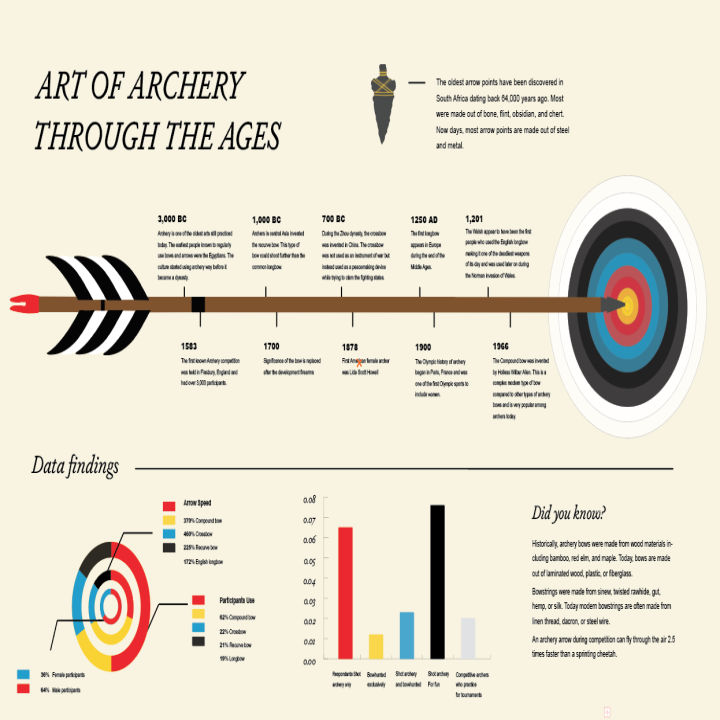 ART OF ARCHERY
THROUGH THE AGES
The oldest arrow points have been discovered in
South Africa dating back 64,000 years ago. Most
were made out of bone, flint, obsidian, and chert.
Now days, most arrow points are made out of steel
and metal.
3,000 BC
Archery is one of the oldest arts still practiced
today. The earliest people known to regularly
use bows and arrows were the Egyptians. The
culture started using archery way before it
became a dynasty.
1,000 BC
Archers in central Asia invented
the recurve bow. This type of
bow could shoot further than the
common longbow.
700 BC
During the Zhou dynasty, the crossbow
was invented in China. The crossbow
was not used as an instrument of war but
instead used as a peacemaking device
while trying to claim the fighting states.
1250 AD
The first longbow
appears in Europe
during the end of the
Middle Ages.
1,201
The Welsh appear to have been the first
people who used the English longbow
making it one of the deadliest weapons
of its day and was used later on during
the Norman invasion of Wales.
1583
The first known Archery competition
was held in Finsbury, England and
had over 3,000 participants.
1700
Significance of the bow is replaced
after the development firearms
1878
First American female archer
was Lida Scott Howell
1900
The Olympic history of archery
began in Paris, France and was
one of the first Olympic sports to
include women.
1966
The Compound bow was invented
by Holless Wilbur Allen. This is a
complex modern type of bow
compared to other types of archery
bows and is very popular among
archers today.
Data findings
Arrow Speed
370% Compound bow
460% Crossbow
225% Recurve bow
172% English longbow
Participants Use
62% Compound bow
22% Crossbow
21% Recurve bow
19% Longbow
36% Female participants
64% Male participants
0.08
0.07
0.06
0.05
0.04
0.03
0.02
0.01
0.00
Respondents Shot
archery only
Bowhunted
exclusively
Shot archery
and bowhunted
Shot archery
For fun
Competitive archers
who practice
for tournaments
Did you know?
Historically, archery bows were made from wood materials in-
cluding bamboo, red elm, and maple. Today, bows are made
out of laminated wood, plastic, or fiberglass.
Bowstrings were made from sinew, twisted rawhide, gut,
hemp, or silk. Today modern bowstrings are often made from
linen thread, dacron, or steel wire.
An archery arrow during competition can fly through the air 2.5
times faster than a sprinting cheetah.